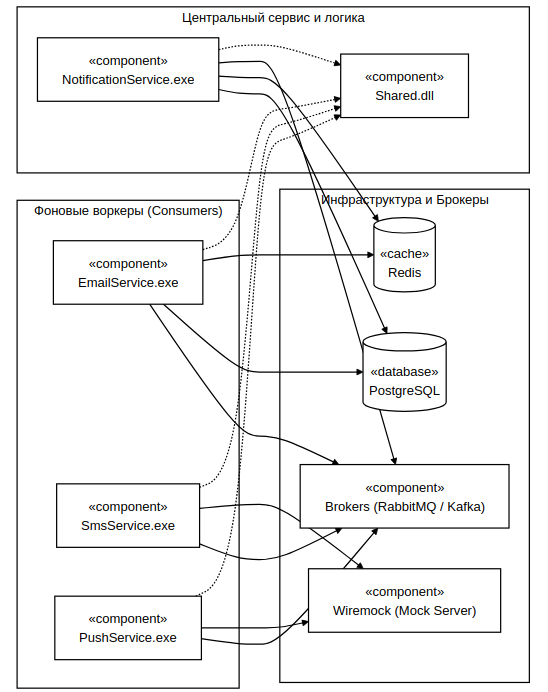 Центральный сервис и логика
«component»
NotificationService.exe
«component»
Shared.dll
Фоновые воркеры (Consumers)
«component»
EmailService.exe
«component»
SmsService.exe
«component»
PushService.exe
Инфраструктура и Брокеры
«cache»
Redis
«database»
PostgreSQL
«component»
Brokers (RabbitMQ / Kafka)
«component»
Wiremock (Mock Server)